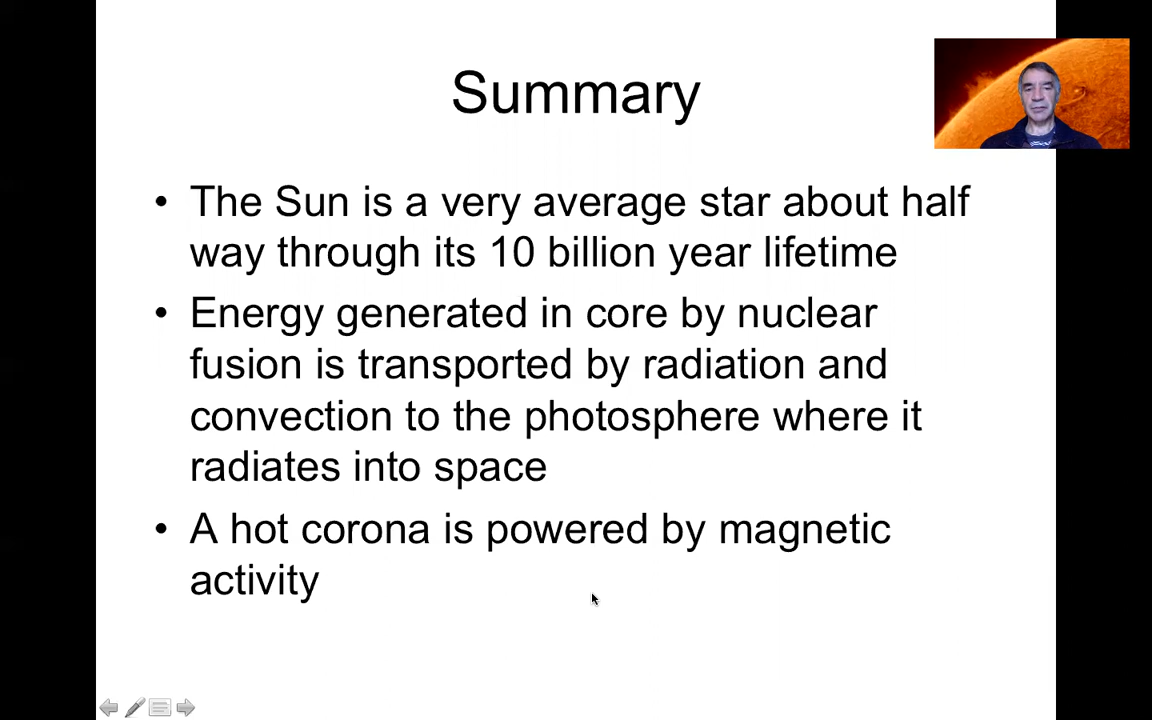 Summary
• The Sun is a very average star about half
way through its 10 billion year lifetime
• Energy generated in core by nuclear
fusion is transported by radiation and
convection to the photosphere where it
radiates into space
• A hot corona is powered by magnetic
activity